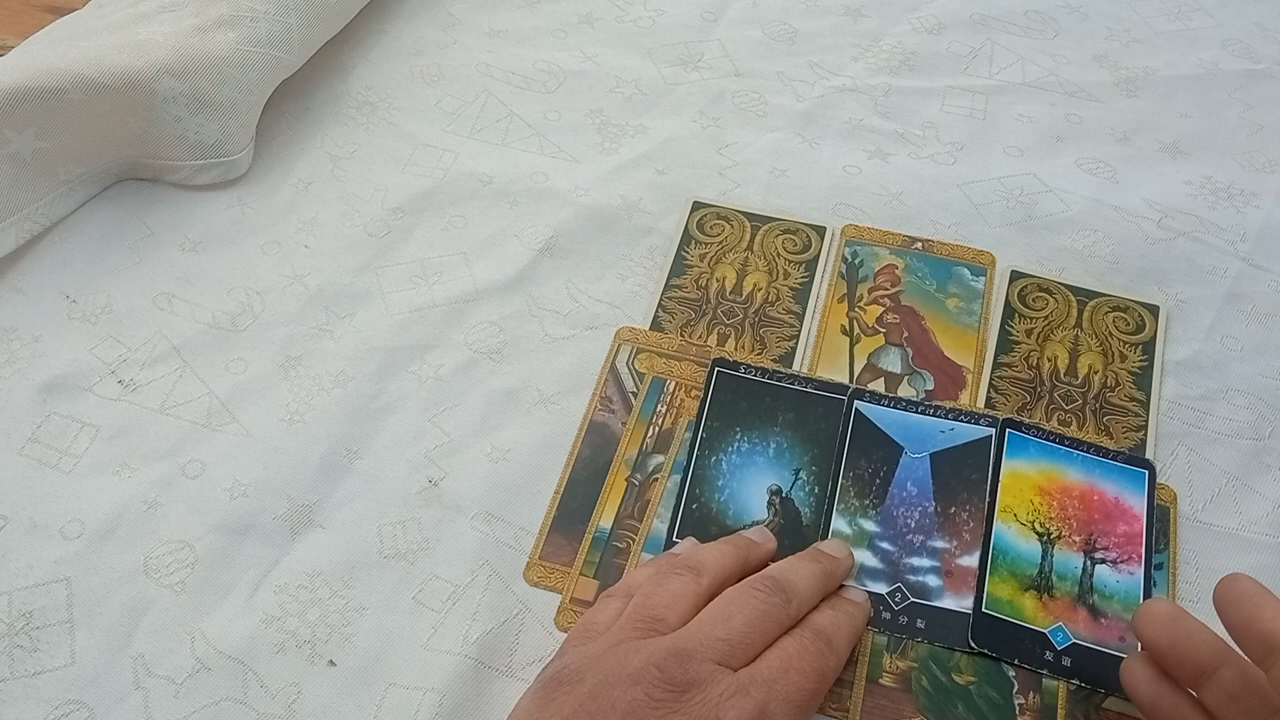 SOLITUDE
SCHIZOPHRENIE
CONVIVIALITE
2
神分裂
2
友谊